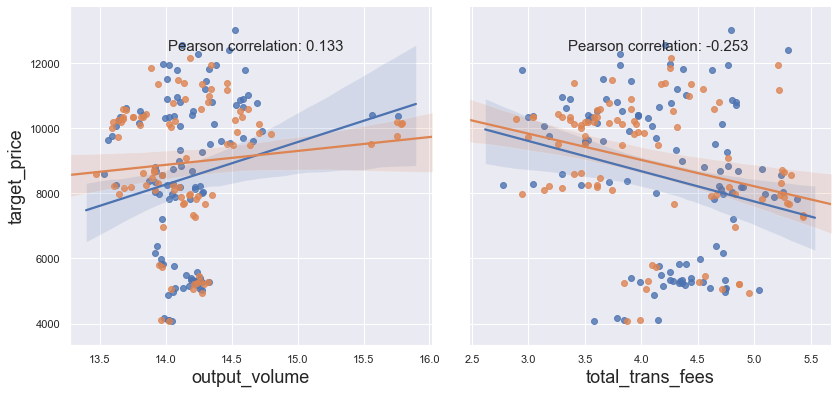 Pearson correlation: 0.133
Pearson correlation: -0.253
12000
10000
8000
6000
4000
target_price
13.5 14.0 14.5 15.0 15.5 16.0
2.5 3.0 3.5 4.0 4.5 5.0 5.5
output_volume
total_trans_fees